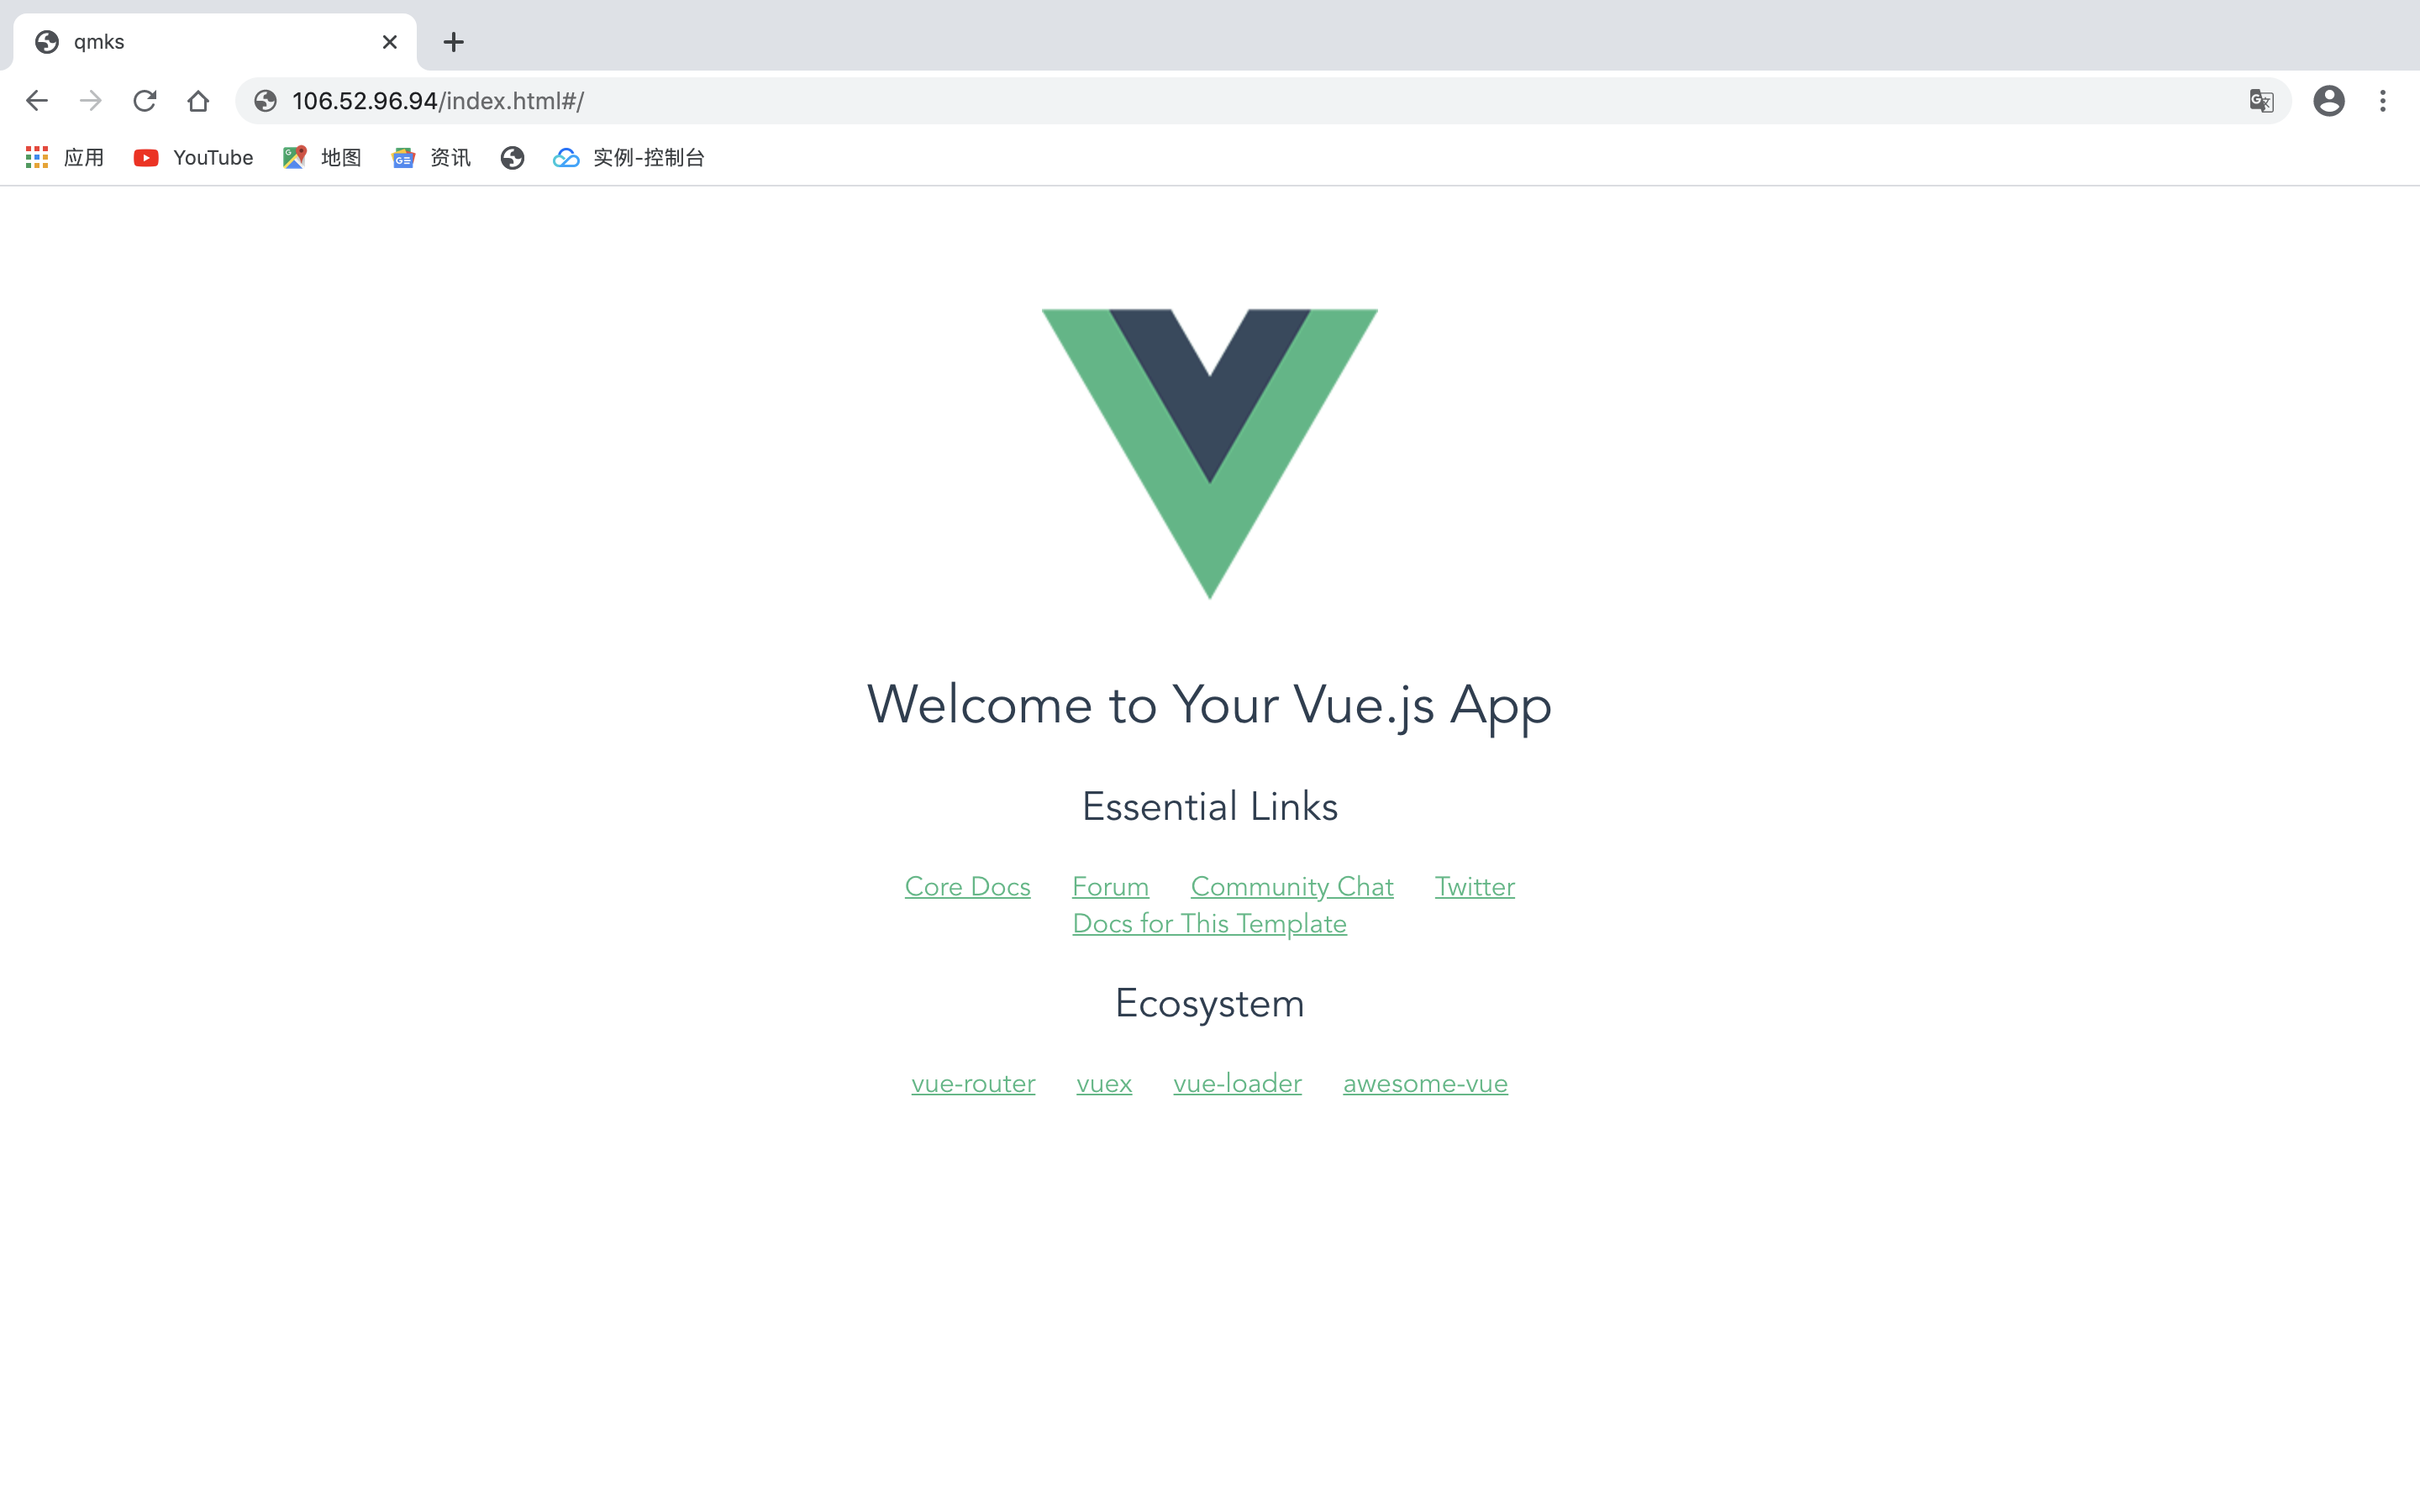 qmks
106.52.96.94/index.html#/
应用 YouTube 地图 资讯 实例-控制台
Welcome to Your Vue.js App
Essential Links
Core Docs Forum Community Chat Twitter
Docs for This Template
Ecosystem
vue-router vuex vue-loader awesome-vue